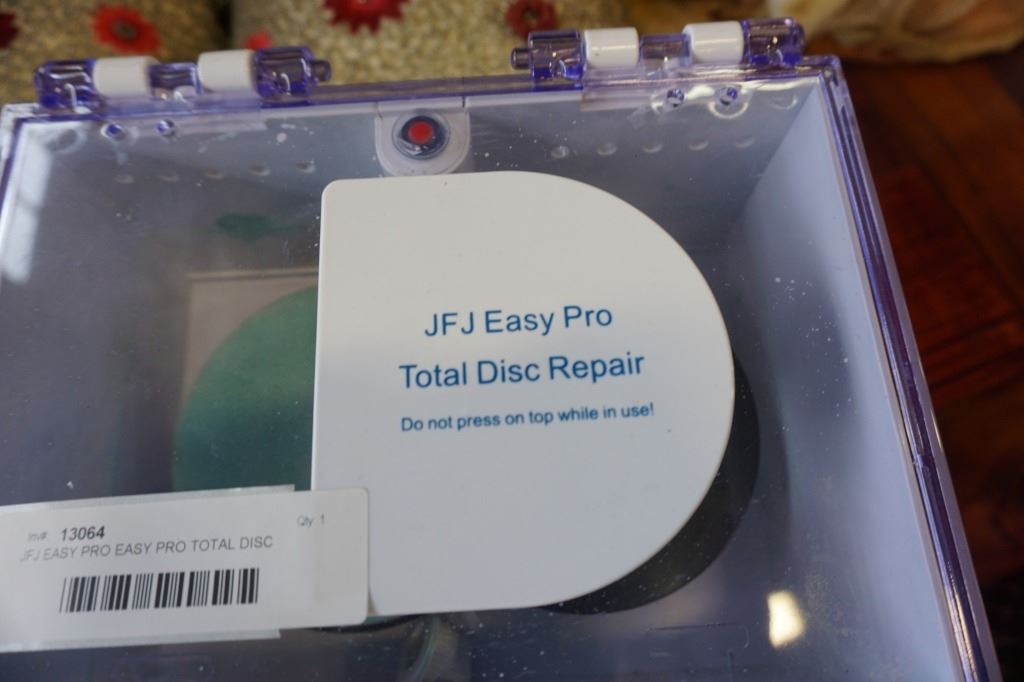 JFJ Easy Pro
Total Disc Repair
Do not press on top while in use!
Inv# 13064
Qty: 1
JFJ EASY PRO EASY PRO TOTAL DISC